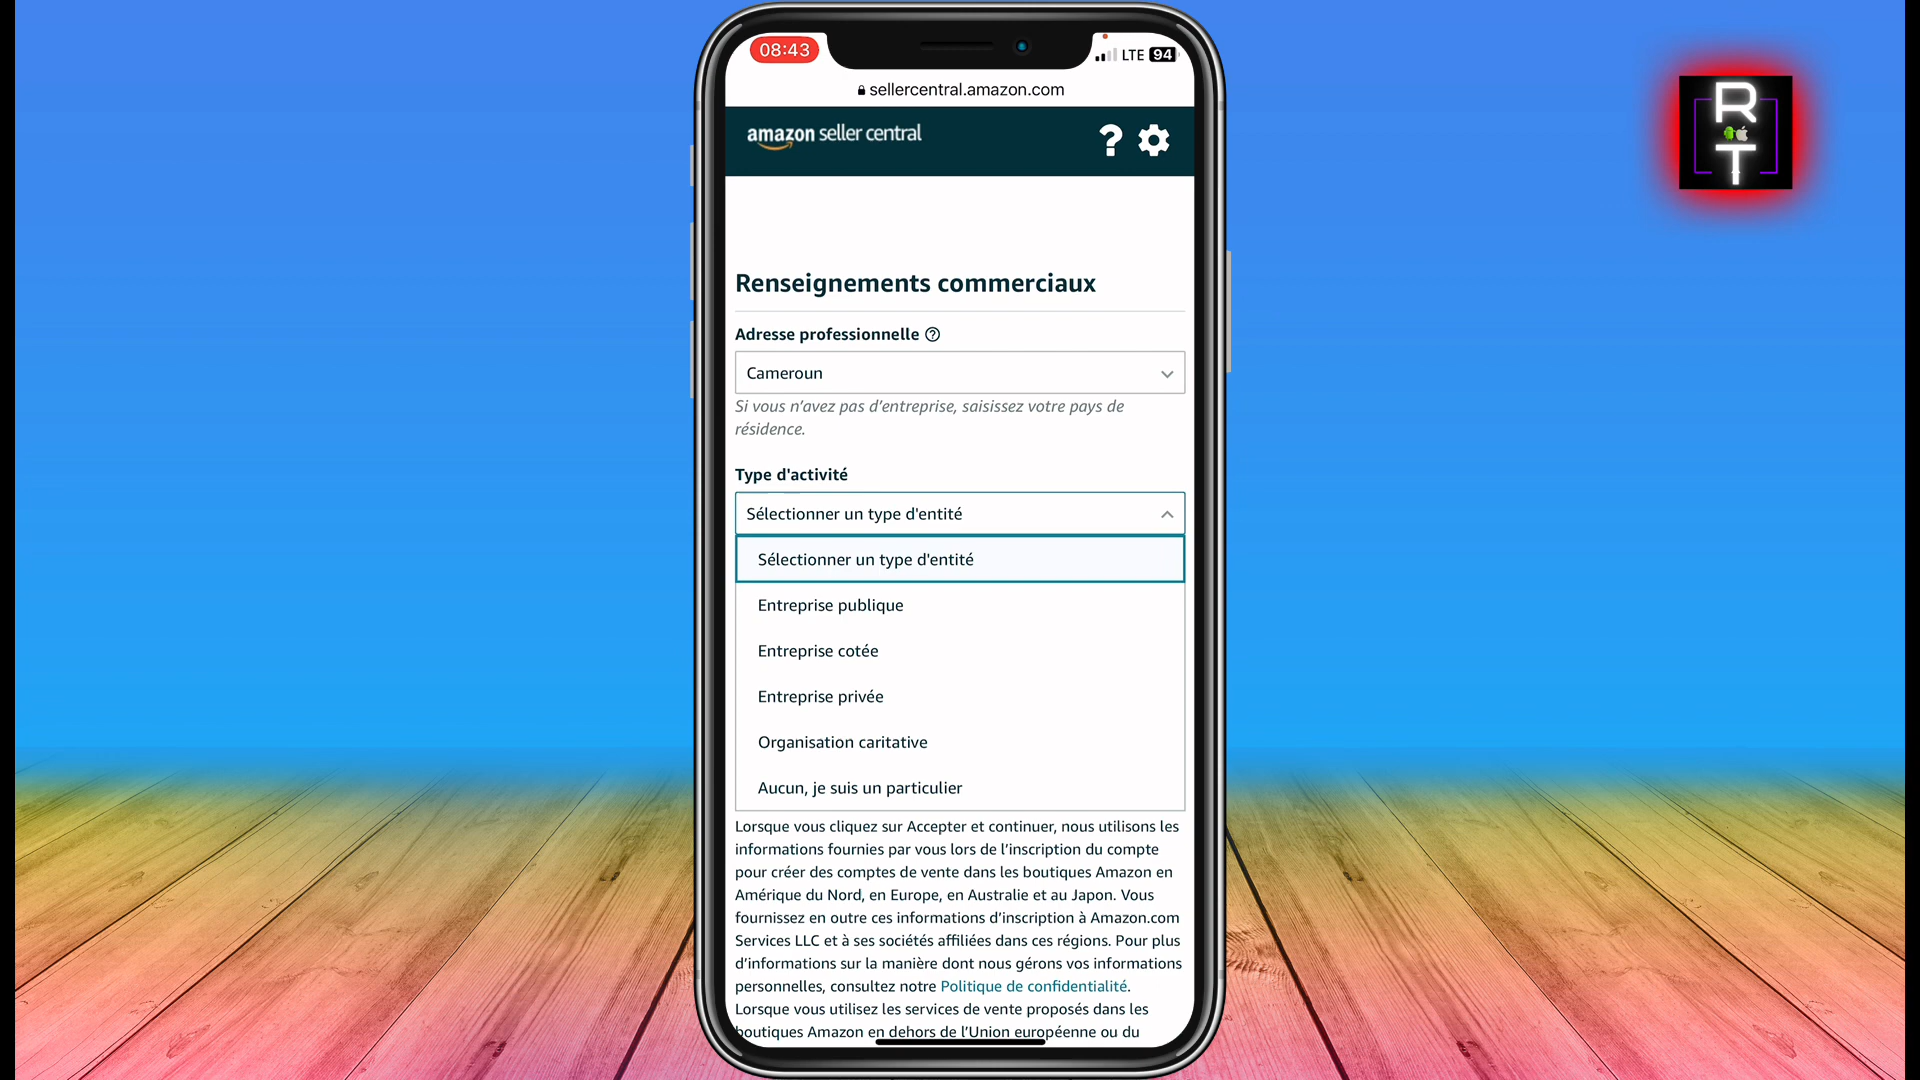 08:43
LTE 94
sellercentral.amazon.com
amazon seller central
?
R
T
Renseignements commerciaux
Adresse professionnelle ?
Cameroun
Si vous n’avez pas d’entreprise, saisissez votre pays de
résidence.
Type d'activité
Sélectionner un type d'entité
Sélectionner un type d'entité
Entreprise publique
Entreprise cotée
Entreprise privée
Organisation caritative
Aucun, je suis un particulier
Lorsque vous cliquez sur Accepter et continuer, nous utilisons les
informations fournies par vous lors de l’inscription du compte
pour créer des comptes de vente dans les boutiques Amazon en
Amérique du Nord, en Europe, en Australie et au Japon. Vous
fournissez en outre ces informations d’inscription à Amazon.com
Services LLC et à ses sociétés affiliées dans ces régions. Pour plus
d’informations sur la manière dont nous gérons vos informations
personnelles, consultez notre Politique de confidentialité.
Lorsque vous utilisez les services de vente proposés dans les
boutiques Amazon en dehors de l’Union européenne ou du